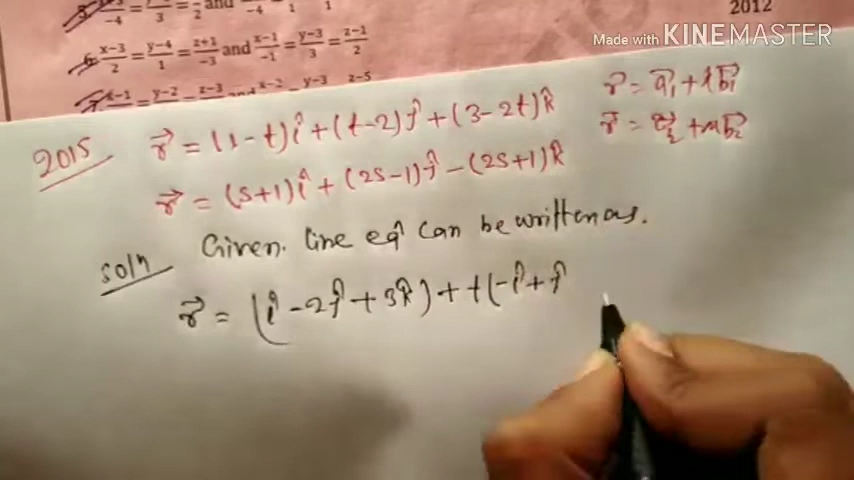 2012
Made with KINEMASTER
x-3/2 = y-4/1 = z+1/-3 and x-1/-1 = y-3/3 = z-1/2
2015 r⃗ = (1-t)î + (t-2)ĵ + (3-2t)k̂
r⃗ = a⃗₁ + λb⃗₁
r⃗ = (s+1)î + (2s-1)ĵ - (2s+1)k̂
r⃗ = a⃗₂ + μb⃗₂
Soln Given line eqn can be written as.
r⃗ = (î - 2ĵ + 3k̂) + t(-î + ĵ